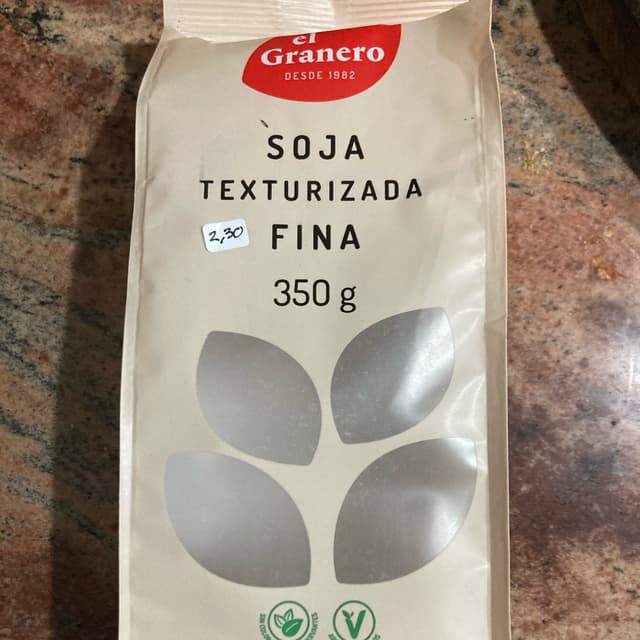 el
Granero
DESDE 1982
SOJA
TEXTURIZADA
2,30
FINA
350 g